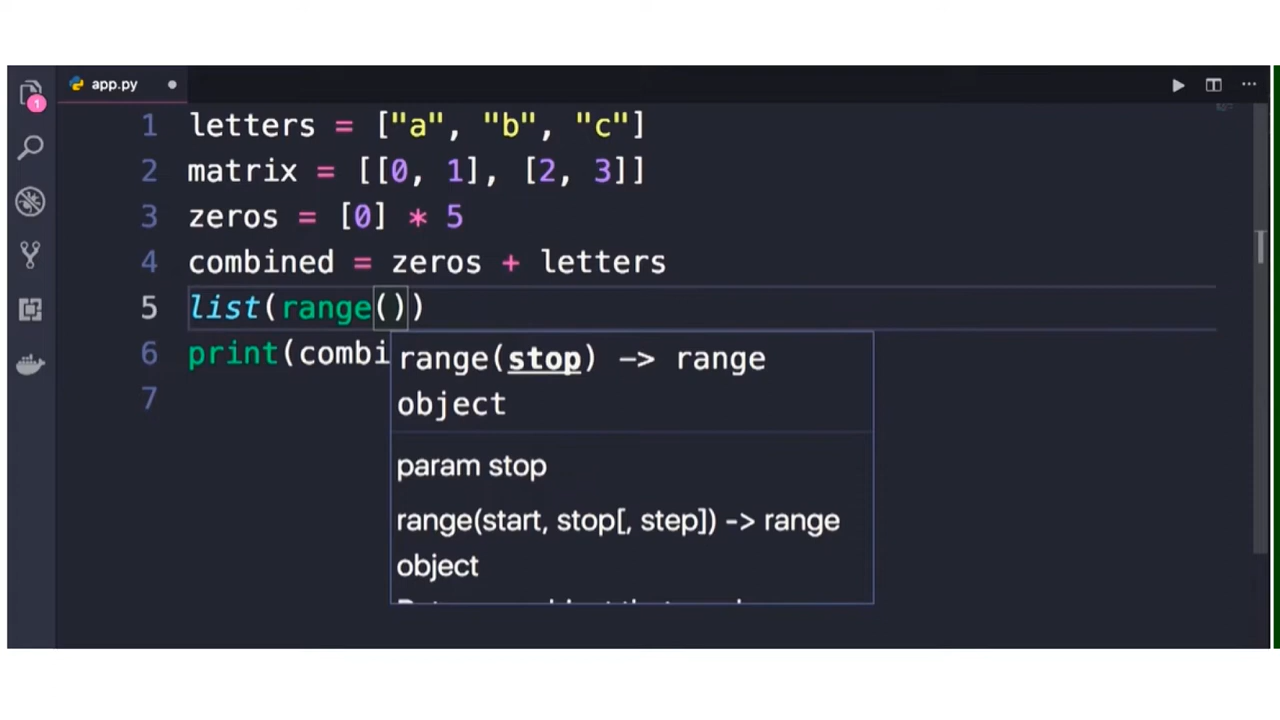 app.py
1
1 letters = ["a", "b", "c"]
2 matrix = [[0, 1], [2, 3]]
3 zeros = [0] * 5
4 combined = zeros + letters
5 list(range())
6 print(combi
7
range(stop) -> range
object
param stop
range(start, stop[, step]) -> range
object